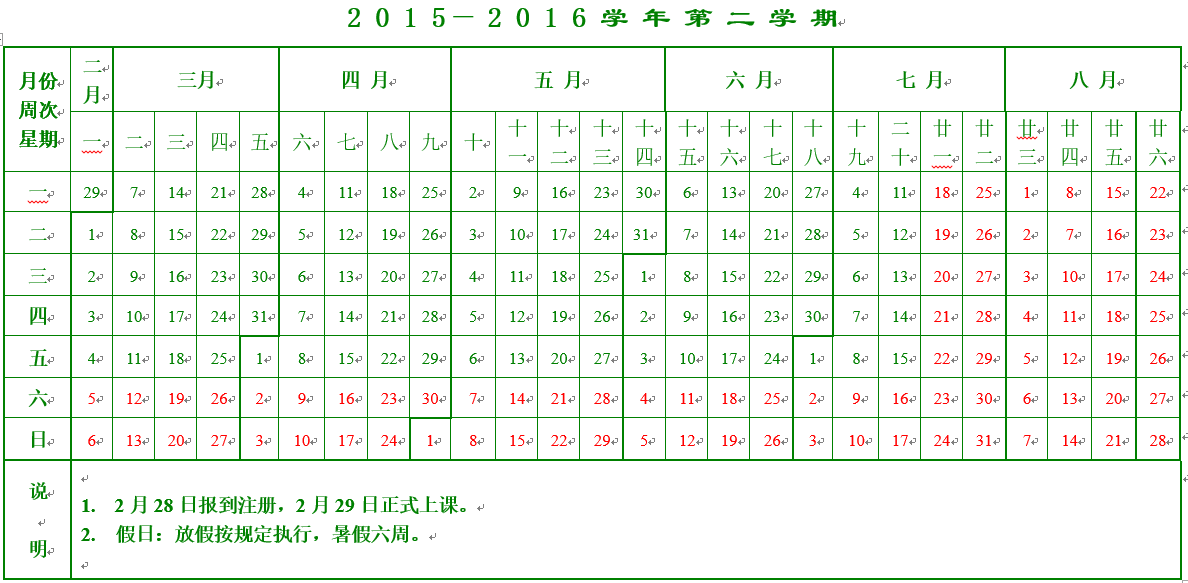 2015－2016学年第二学期
月份 二月 三月 四 月 五 月 六 月 七 月 八 月
周次
星期 一 二 三 四 五 六 七 八 九 十 十一 十二 十三 十四 十五 十六 十七 十八 十九 二十 廿一 廿二 廿三 廿四 廿五 廿六
一 29 7 14 21 28 4 11 18 25 2 9 16 23 30 6 13 20 27 4 11 18 25 1 8 15 22
二 1 8 15 22 29 5 12 19 26 3 10 17 24 31 7 14 21 28 5 12 19 26 2 7 16 23
三 2 9 16 23 30 6 13 20 27 4 11 18 25 1 8 15 22 29 6 13 20 27 3 10 17 24
四 3 10 17 24 31 7 14 21 28 5 12 19 26 2 9 16 23 30 7 14 21 28 4 11 18 25
五 4 11 18 25 1 8 15 22 29 6 13 20 27 3 10 17 24 1 8 15 22 29 5 12 19 26
六 5 12 19 26 2 9 16 23 30 7 14 21 28 4 11 18 25 2 9 16 23 30 6 13 20 27
日 6 13 20 27 3 10 17 24 1 8 15 22 29 5 12 19 26 3 10 17 24 31 7 14 21 28
说明
1. 2月28日报到注册，2月29日正式上课。
2. 假日：放假按规定执行，暑假六周。